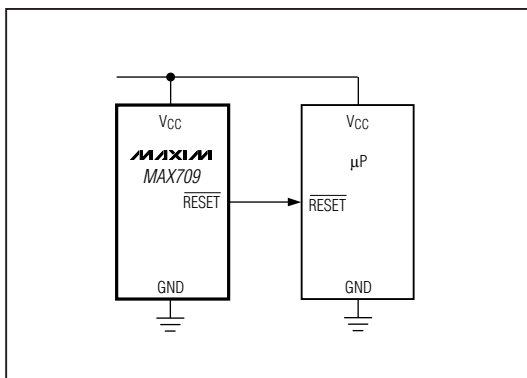 VCC
MAXIM
MAX709
RESET
GND
VCC
µP
RESET
GND